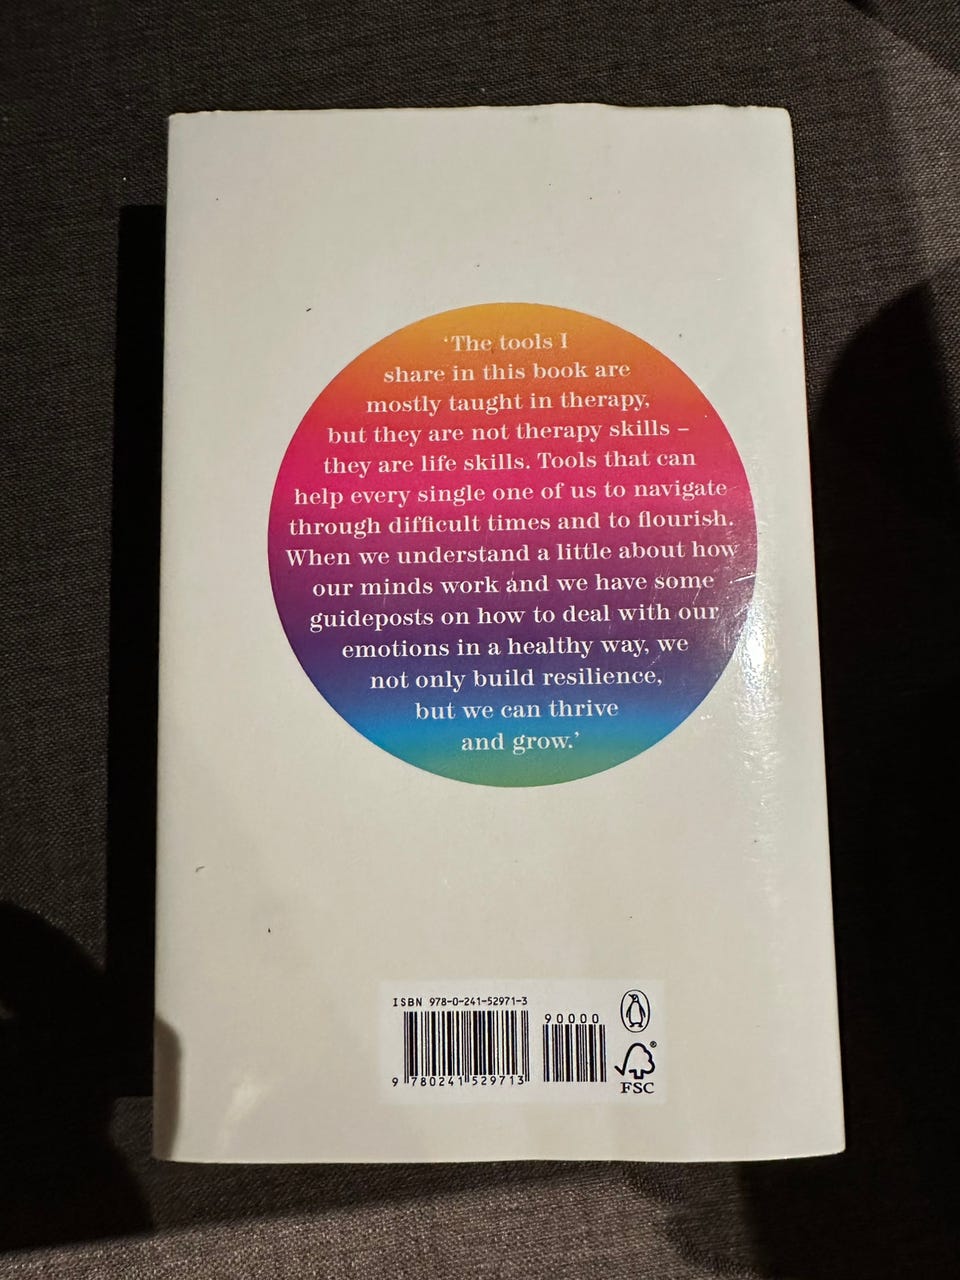 ‘The tools I
share in this book are
mostly taught in therapy,
but they are not therapy skills –
they are life skills. Tools that can
help every single one of us to navigate
through difficult times and to flourish.
When we understand a little about how
our minds work and we have some
guideposts on how to deal with our
emotions in a healthy way, we
not only build resilience,
but we can thrive
and grow.’
ISBN 978-0-241-52971-3
90000
9 780241 529713
FSC®